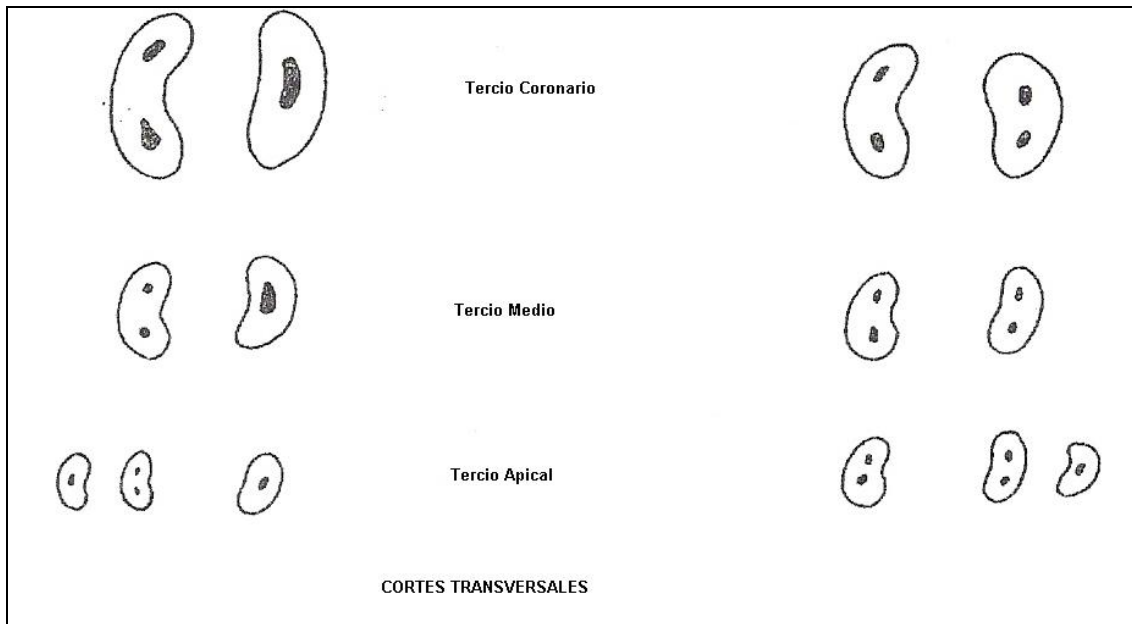 Tercio Coronario
Tercio Medio
Tercio Apical
CORTES TRANSVERSALES